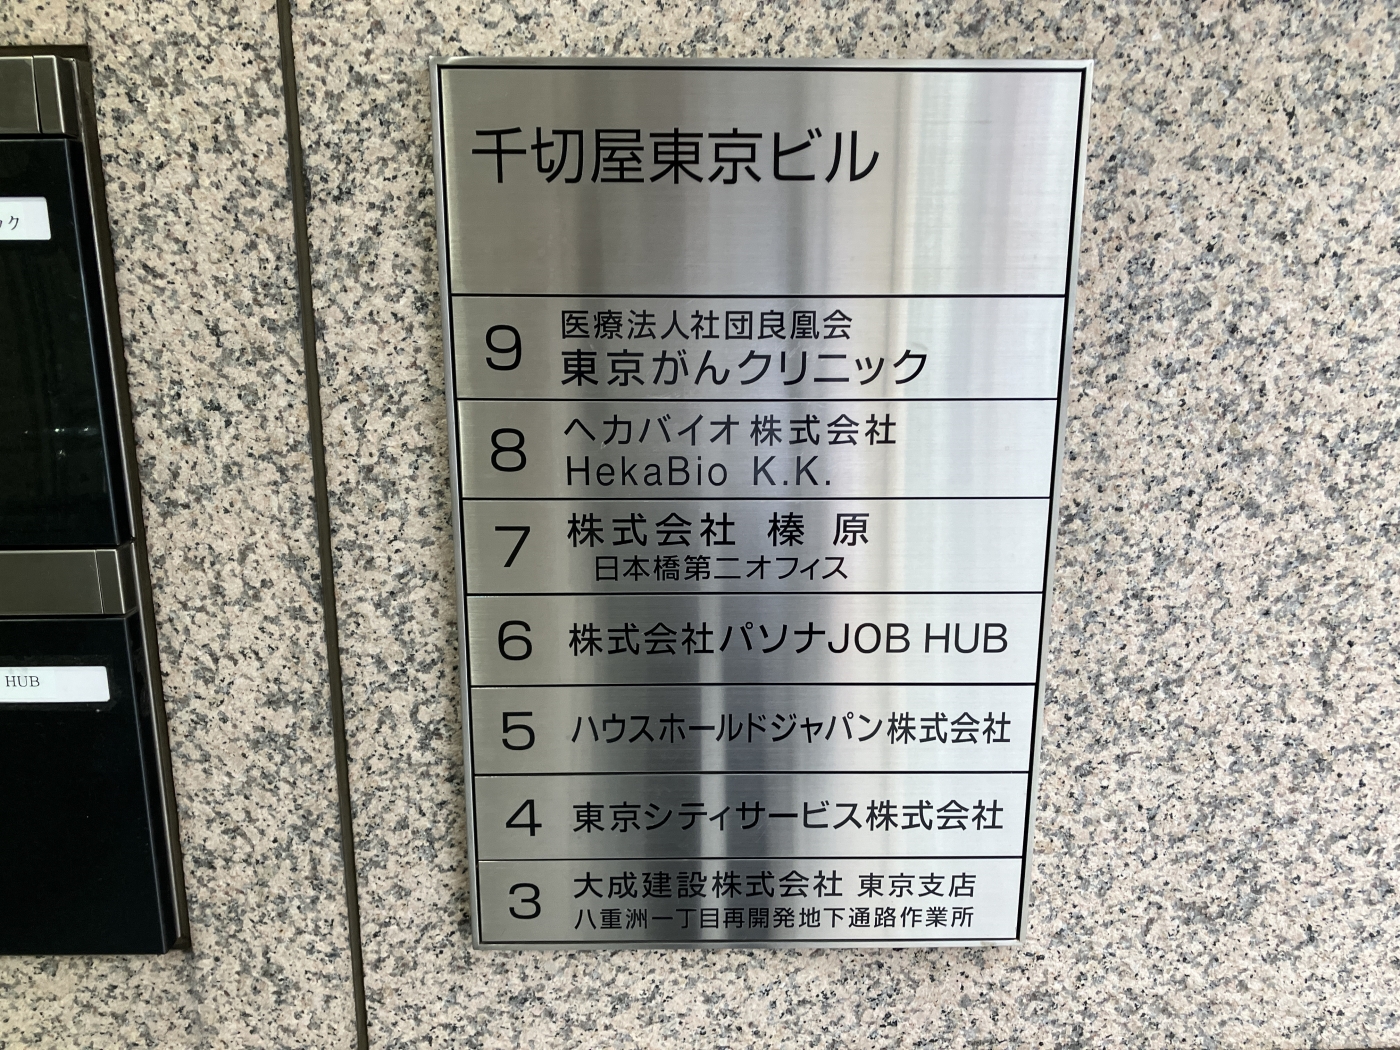 千切屋東京ビル
9 医療法人社団良凰会
東京がんクリニック
8 ヘカバイオ株式会社
HekaBio K.K.
7 株式会社 榛原
日本橋第二オフィス
6 株式会社パソナJOB HUB
5 ハウスホールドジャパン株式会社
4 東京シティサービス株式会社
3 大成建設株式会社 東京支店
八重洲一丁目再開発地下通路作業所
ック
HUB